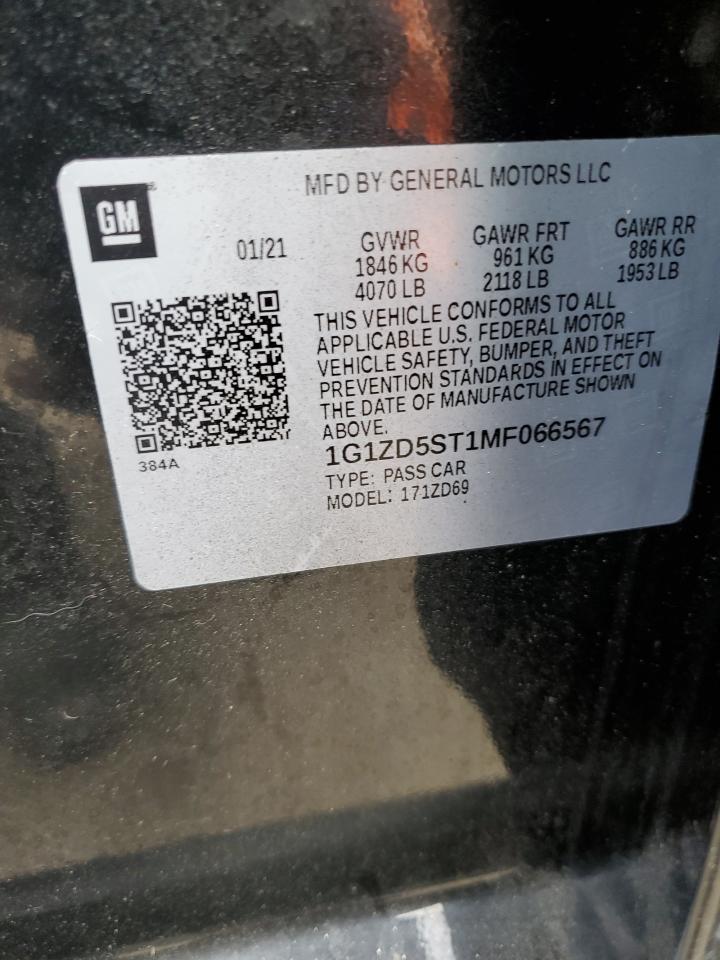 MFD BY GENERAL MOTORS LLC
GM®
01/21
GVWR GAWR FRT GAWR RR
1846 KG 961 KG 886 KG
4070 LB 2118 LB 1953 LB
THIS VEHICLE CONFORMS TO ALL
APPLICABLE U.S. FEDERAL MOTOR
VEHICLE SAFETY, BUMPER, AND THEFT
PREVENTION STANDARDS IN EFFECT ON
THE DATE OF MANUFACTURE SHOWN
ABOVE.
384A
1G1ZD5ST1MF066567
TYPE: PASS CAR
MODEL: 171ZD69